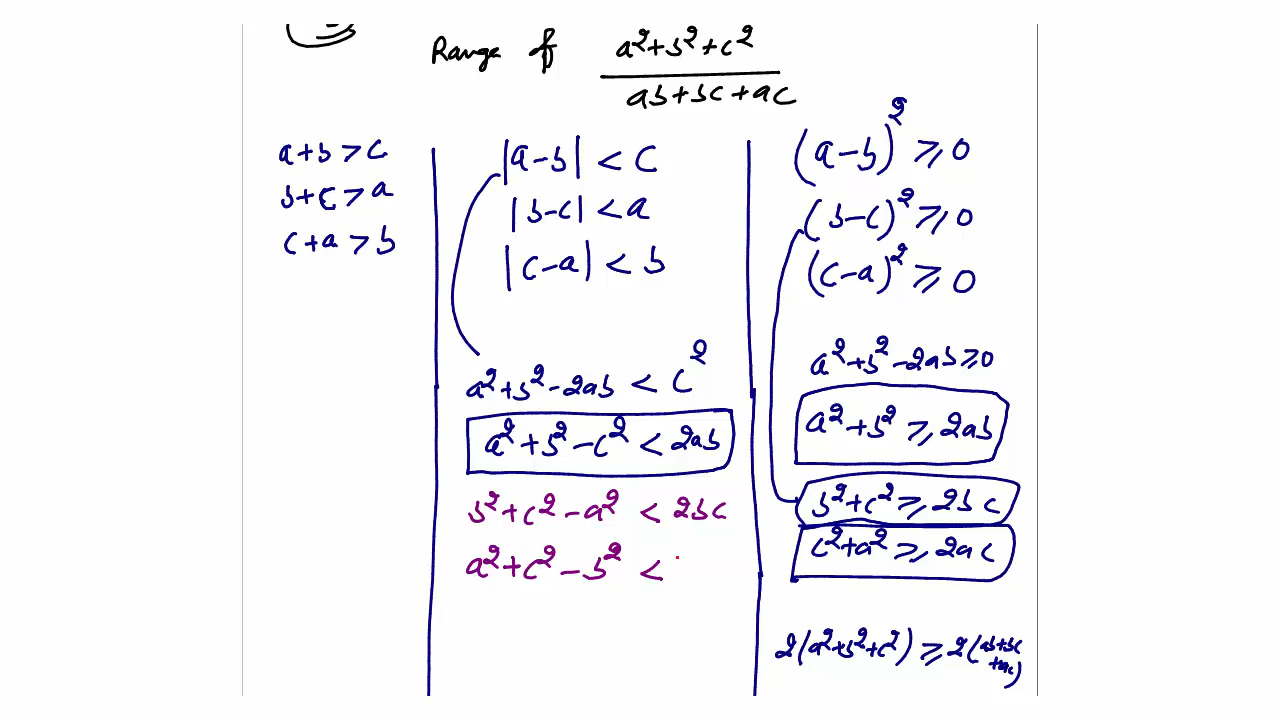 Range of a²+b²+c² / ab+bc+ac
a+b>c
b+c>a
c+a>b
|a-b| < c
|b-c| < a
|c-a| < b
a²+b²-2ab < c²
a²+b²-c² < 2ab
b²+c²-a² < 2bc
a²+c²-b² <
(a-b)² ≥ 0
(b-c)² ≥ 0
(c-a)² ≥ 0
a²+b²-2ab≥0
a²+b² ≥ 2ab
b²+c² ≥ 2bc
c²+a² ≥ 2ac
2(a²+b²+c²) ≥ 2(ab+bc
+ac)